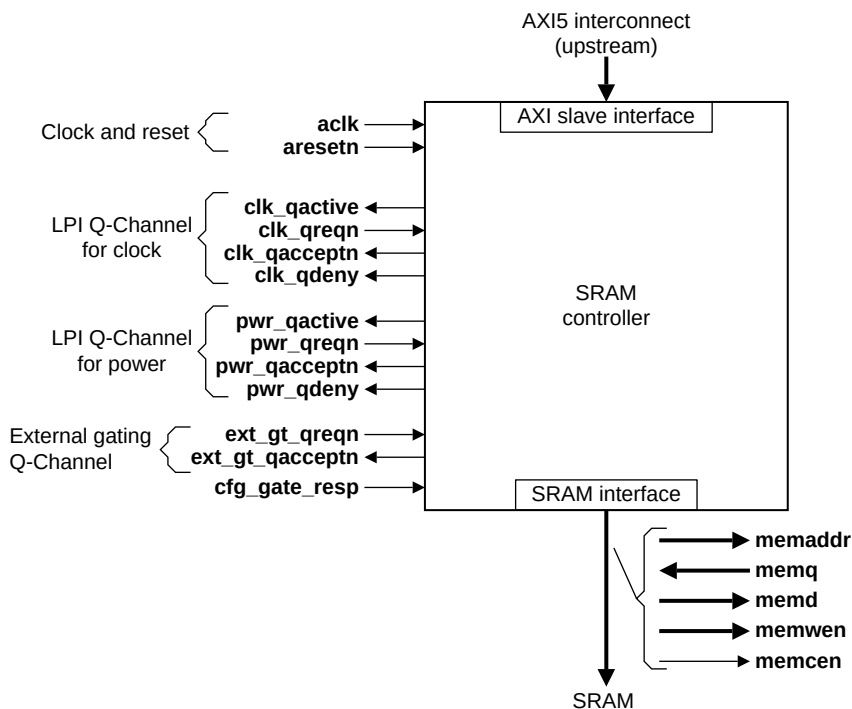 AXI5 interconnect
(upstream)
AXI slave interface
Clock and reset
aclk
aresetn
LPI Q-Channel
for clock
clk_qactive
clk_qreqn
clk_qacceptn
clk_qdeny
SRAM
controller
LPI Q-Channel
for power
pwr_qactive
pwr_qreqn
pwr_qacceptn
pwr_qdeny
External gating
Q-Channel
ext_gt_qreqn
ext_gt_qacceptn
cfg_gate_resp
SRAM interface
memaddr
memq
memd
memwen
memcen
SRAM